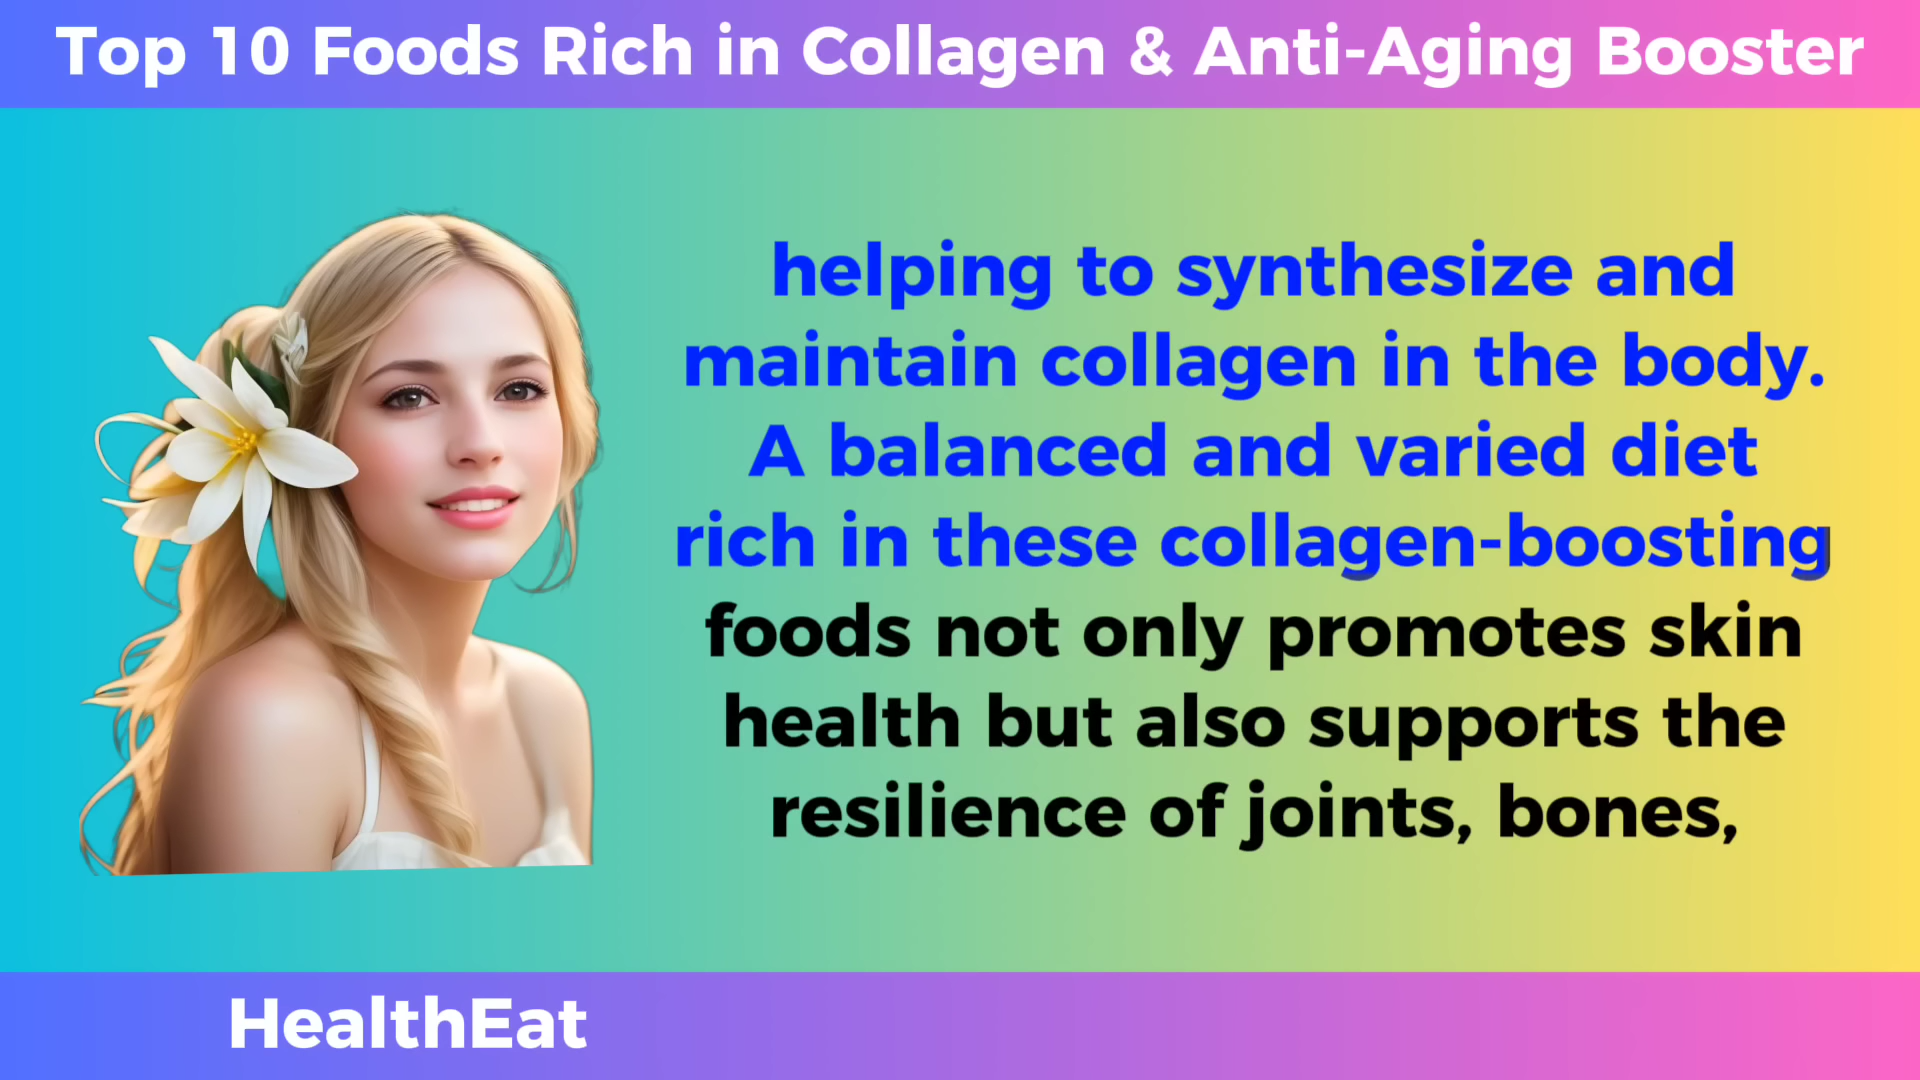 Top 10 Foods Rich in Collagen & Anti-Aging Booster
helping to synthesize and
maintain collagen in the body.
A balanced and varied diet
rich in these collagen-boosting
foods not only promotes skin
health but also supports the
resilience of joints, bones,
HealthEat